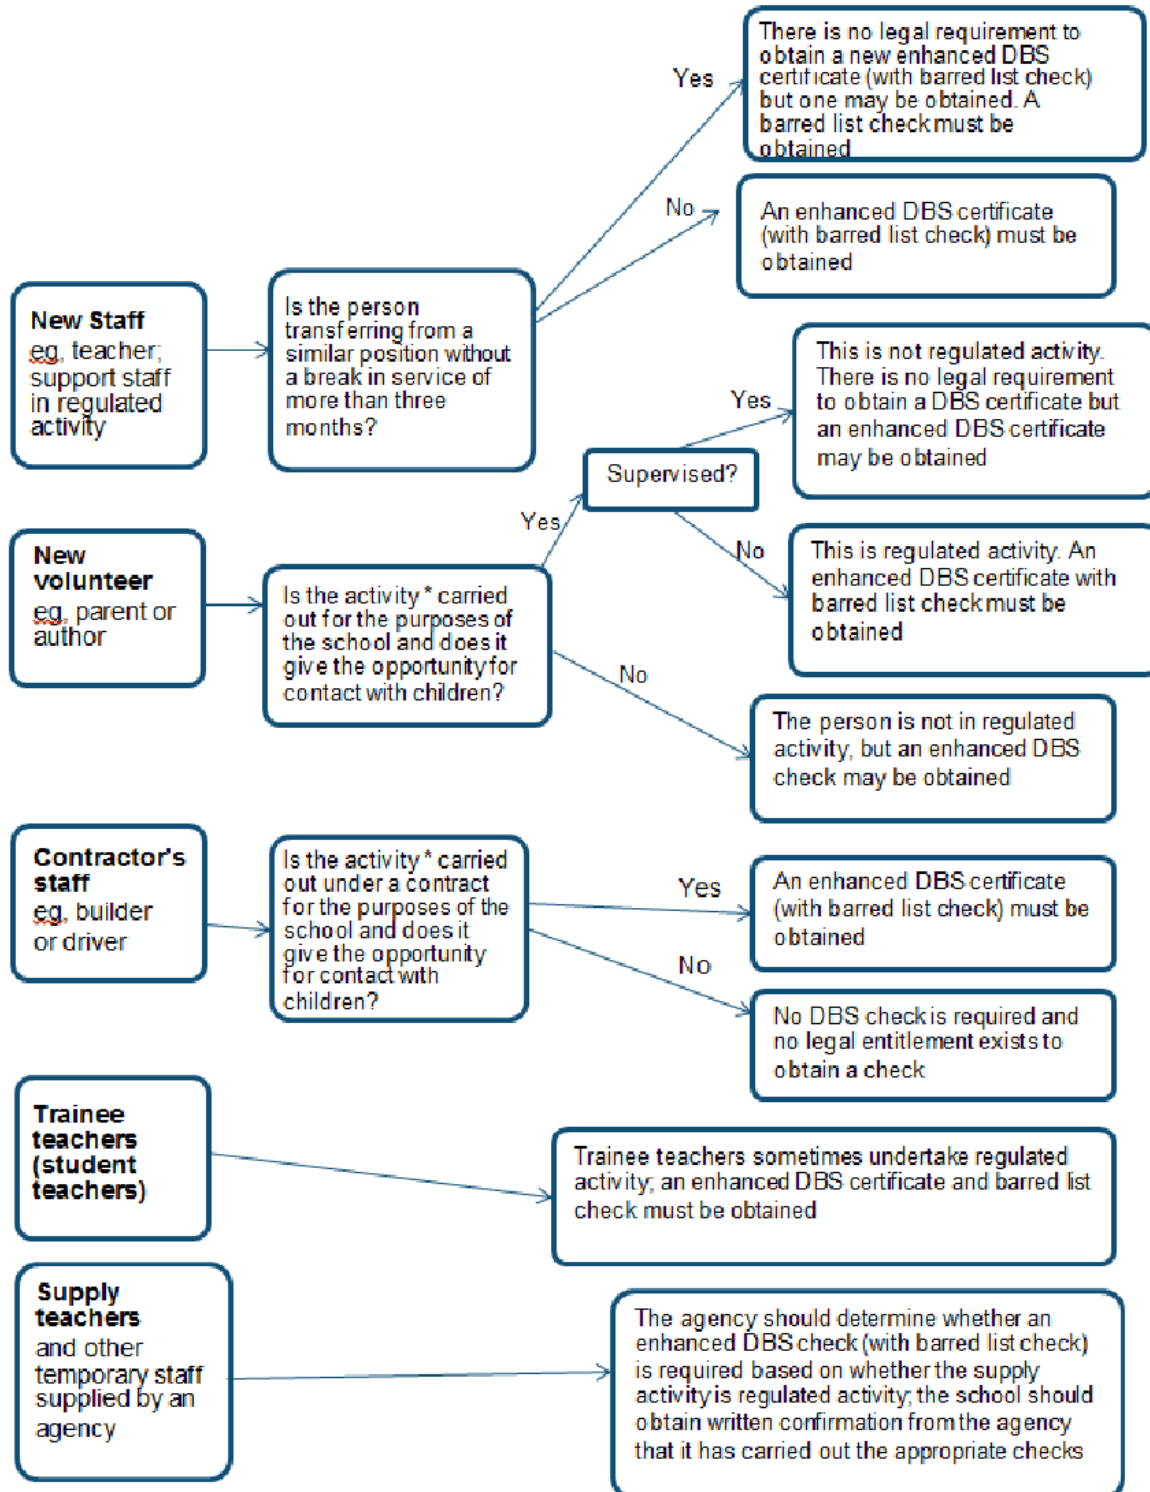 There is no legal requirement to
obtain a new enhanced DBS
certificate (with barred list check)
but one may be obtained. A
barred list check must be
obtained
Yes
No
An enhanced DBS certificate
(with barred list check) must be
obtained
New Staff
eg, teacher;
support staff
in regulated
activity
Is the person
transferring from a
similar position without
a break in service of
more than three
months?
This is not regulated activity.
There is no legal requirement
to obtain a DBS certificate but
an enhanced DBS certificate
may be obtained
Yes
Supervised?
Yes
No
This is regulated activity. An
enhanced DBS certificate with
barred list check must be
obtained
New
volunteer
eg, parent or
author
Is the activity * carried
out for the purposes of
the school and does it
give the opportunity for
contact with children?
No
The person is not in regulated
activity, but an enhanced DBS
check may be obtained
Contractor's
staff
eg, builder
or driver
Is the activity * carried
out under a contract
for the purposes of the
school and does it
give the opportunity
for contact with
children?
Yes
An enhanced DBS certificate
(with barred list check) must be
obtained
No
No DBS check is required and
no legal entitlement exists to
obtain a check
Trainee
teachers
(student
teachers)
Trainee teachers sometimes undertake regulated
activity; an enhanced DBS certificate and barred list
check must be obtained
Supply
teachers
and other
temporary staff
supplied by an
agency
The agency should determine whether an
enhanced DBS check (with barred list check)
is required based on whether the supply
activity is regulated activity; the school should
obtain written confirmation from the agency
that it has carried out the appropriate checks